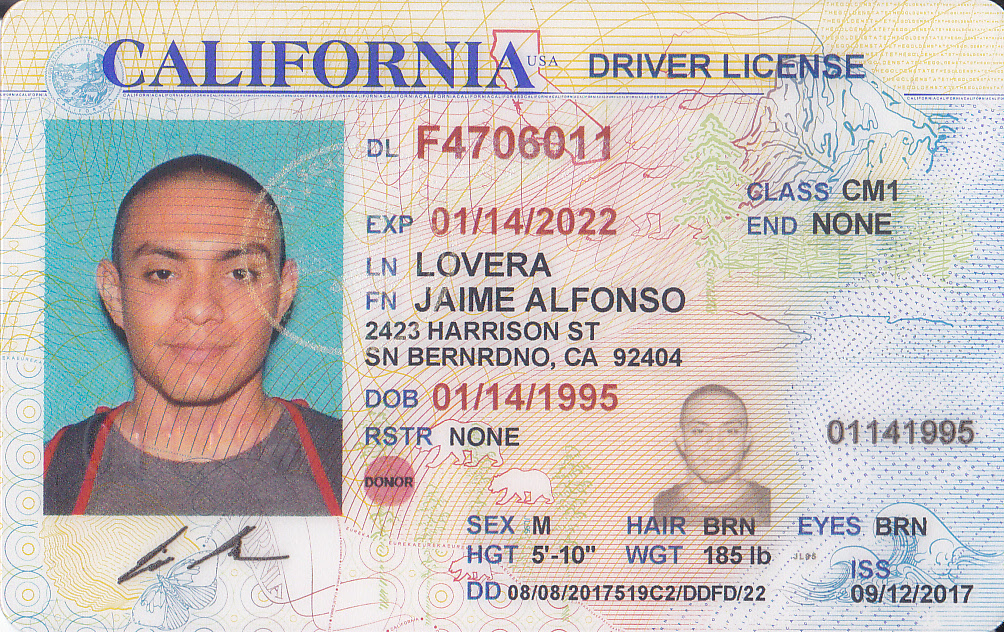 CALIFORNIA USA DRIVER LICENSE
DL F4706011
CLASS CM1
EXP 01/14/2022
END NONE
LN LOVERA
FN JAIME ALFONSO
2423 HARRISON ST
SN BERNRDNO, CA 92404
DOB 01/14/1995
RSTR NONE
01141995
DONOR
SEX M HAIR BRN EYES BRN
HGT 5'-10" WGT 185 lb
ISS
DD 08/08/2017519C2/DDFD/22 09/12/2017